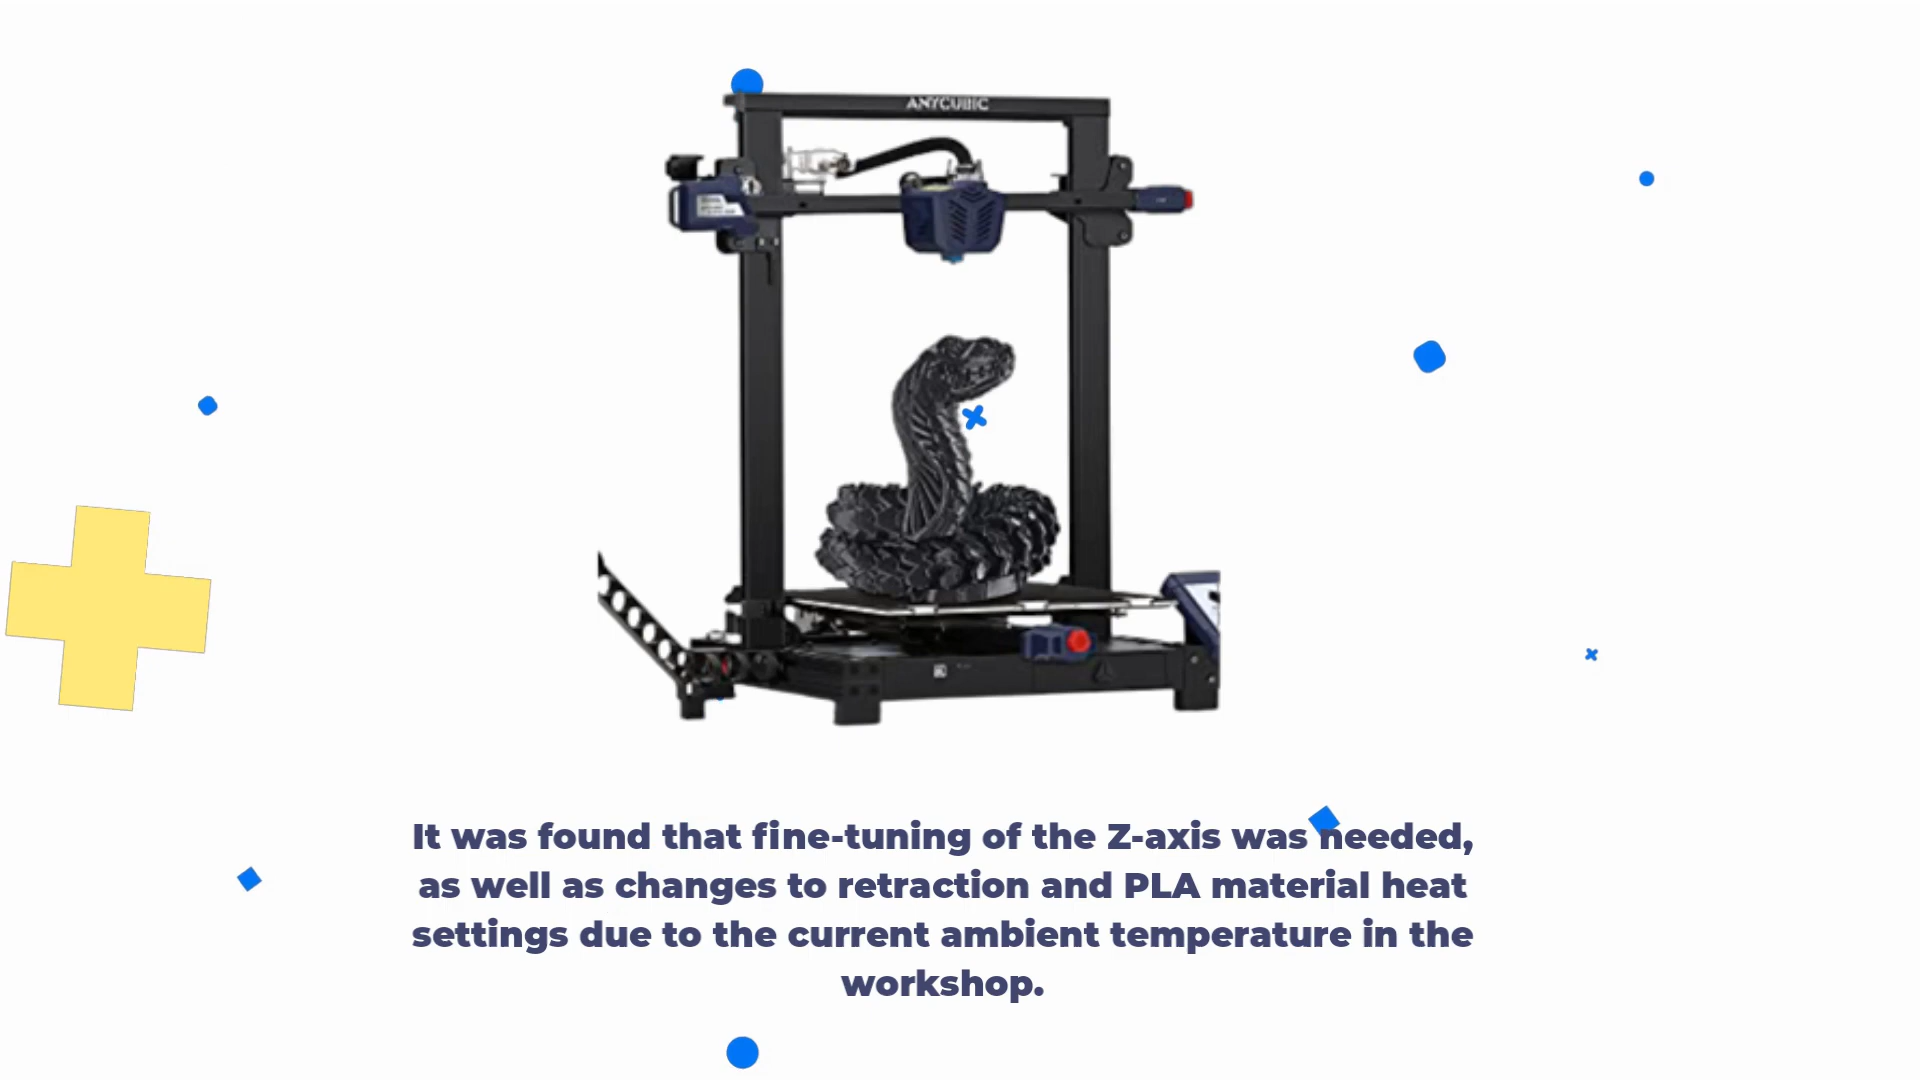 ANYCUBIC
It was found that fine-tuning of the Z-axis was needed,
as well as changes to retraction and PLA material heat
settings due to the current ambient temperature in the
workshop.